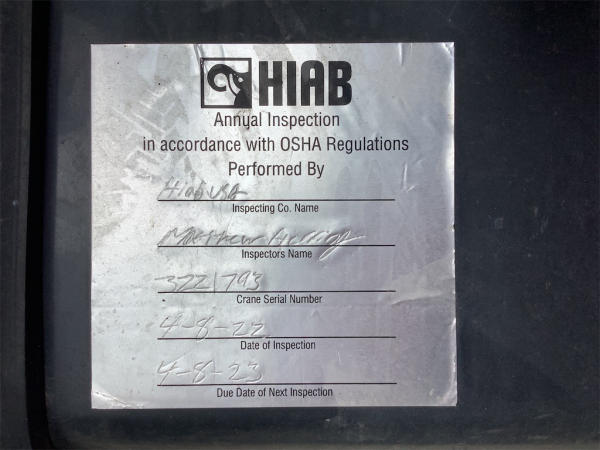 HIAB
Annual Inspection
in accordance with OSHA Regulations
Performed By
Hiab USA
Inspecting Co. Name
Matthew
Inspectors Name
3221793
Crane Serial Number
4-8-22
Date of Inspection
4-8-23
Due Date of Next Inspection